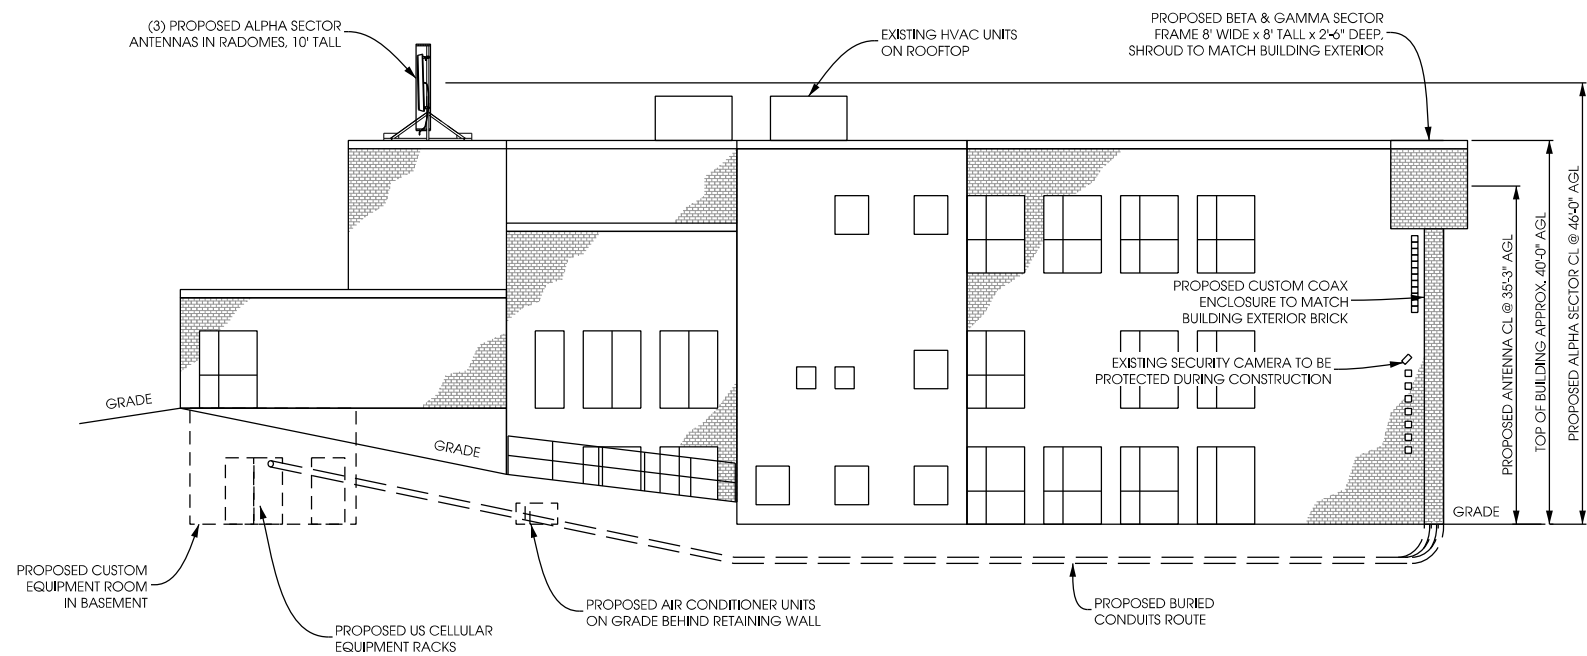 (3) PROPOSED ALPHA SECTOR
ANTENNAS IN RADOMES, 10' TALL
EXISTING HVAC UNITS
ON ROOFTOP
PROPOSED BETA & GAMMA SECTOR
FRAME 8' WIDE x 8' TALL x 2'-6" DEEP,
SHROUD TO MATCH BUILDING EXTERIOR
PROPOSED CUSTOM COAX
ENCLOSURE TO MATCH
BUILDING EXTERIOR BRICK
EXISTING SECURITY CAMERA TO BE
PROTECTED DURING CONSTRUCTION
PROPOSED ANTENNA CL @ 35'-3" AGL
TOP OF BUILDING APPROX. 40'-0" AGL
PROPOSED ALPHA SECTOR CL @ 46'-0" AGL
GRADE
GRADE
GRADE
PROPOSED CUSTOM
EQUIPMENT ROOM
IN BASEMENT
PROPOSED US CELLULAR
EQUIPMENT RACKS
PROPOSED AIR CONDITIONER UNITS
ON GRADE BEHIND RETAINING WALL
PROPOSED BURIED
CONDUITS ROUTE